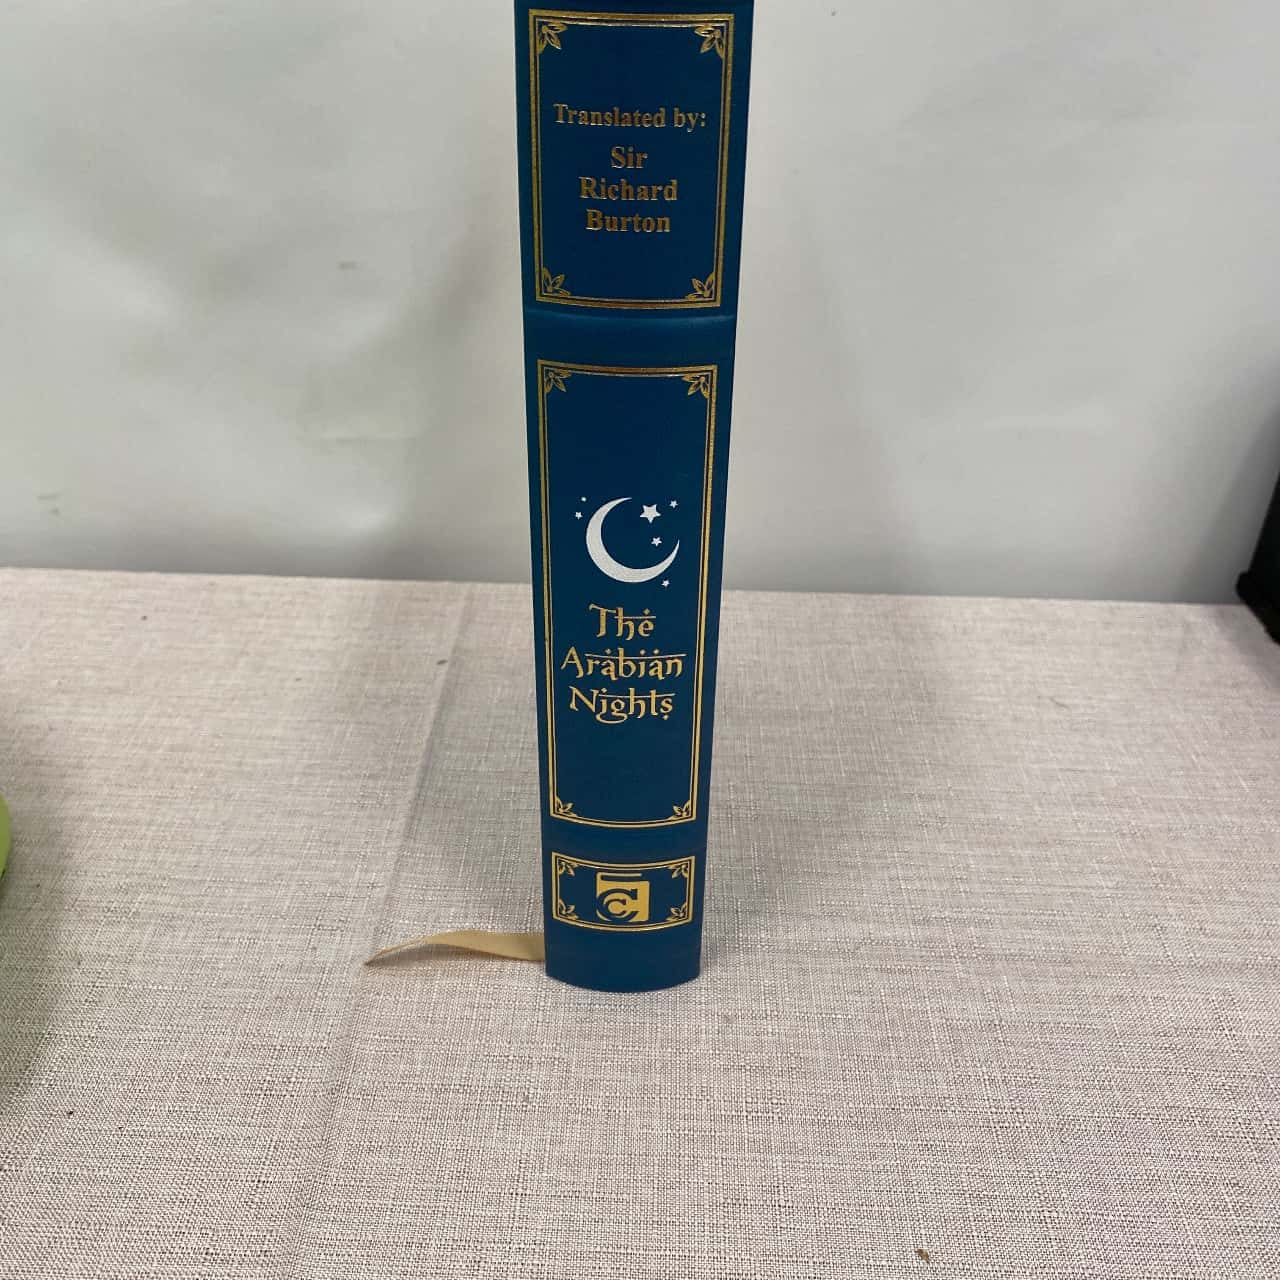 Translated by:
Sir
Richard
Burton
The
Arabian
Nights
C